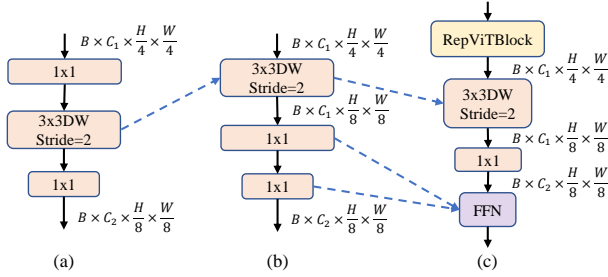 B × C₁ × H/4 × W/4
1x1
3x3DW
Stride=2
1x1
B × C₂ × H/8 × W/8
(a)
B × C₁ × H/4 × W/4
3x3DW
Stride=2
B × C₁ × H/8 × W/8
1x1
1x1
B × C₂ × H/8 × W/8
(b)
RepViTBlock
B × C₁ × H/4 × W/4
3x3DW
Stride=2
B × C₁ × H/8 × W/8
1x1
B × C₂ × H/8 × W/8
FFN
(c)